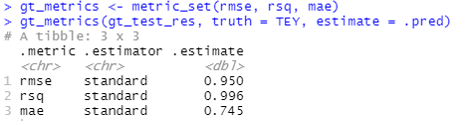 > gt_metrics <- metric_set(rmse, rsq, mae)
> gt_metrics(gt_test_res, truth = TEY, estimate = .pred)
# A tibble: 3 x 3
  .metric .estimator .estimate
  <chr>   <chr>          <dbl>
1 rmse    standard       0.950
2 rsq     standard       0.996
3 mae     standard       0.745